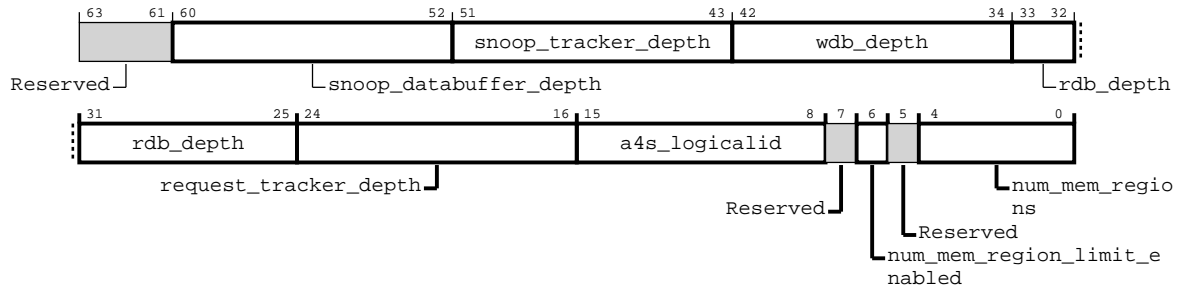 63 61 60 52 51 43 42 34 33 32
snoop_tracker_depth wdb_depth
Reserved snoop_databuffer_depth rdb_depth
31 25 24 16 15 8 7 6 5 4 0
rdb_depth a4s_logicalid
request_tracker_depth num_mem_regio
ns
Reserved Reserved
num_mem_region_limit_e
nabled